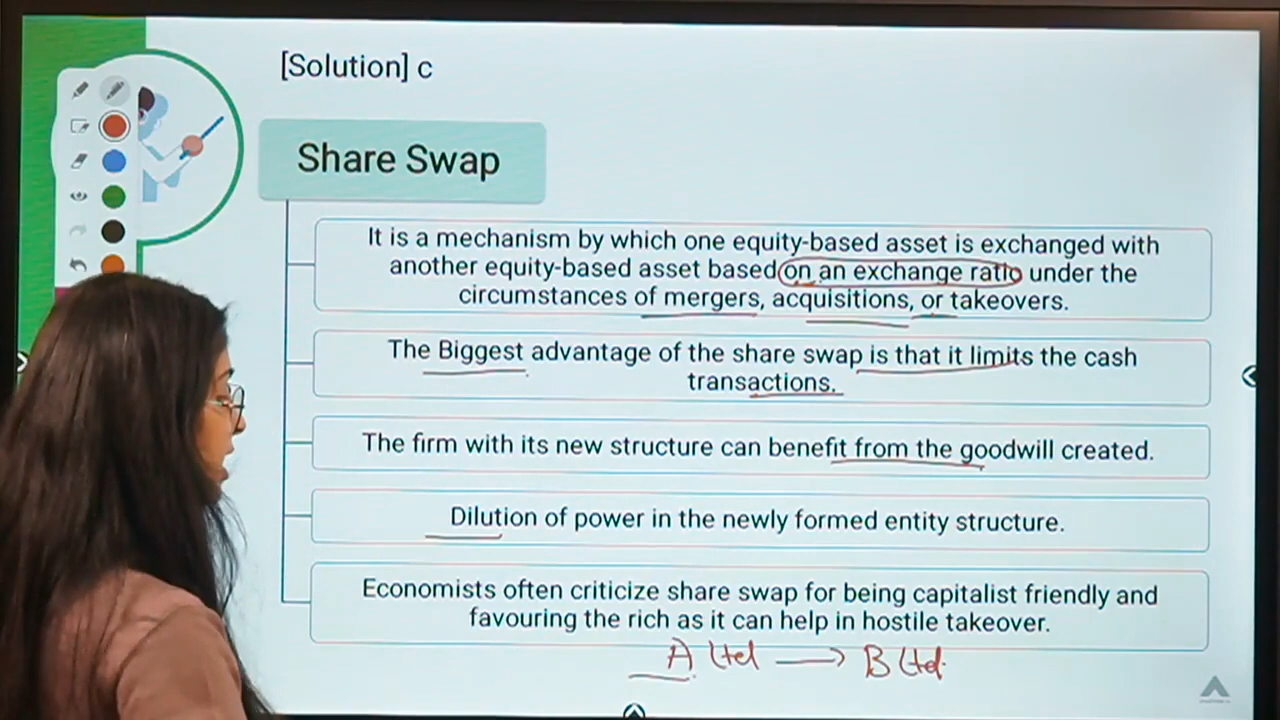 [Solution] c
Share Swap
It is a mechanism by which one equity-based asset is exchanged with
another equity-based asset based on an exchange ratio under the
circumstances of mergers, acquisitions, or takeovers.
The Biggest advantage of the share swap is that it limits the cash
transactions.
The firm with its new structure can benefit from the goodwill created.
Dilution of power in the newly formed entity structure.
Economists often criticize share swap for being capitalist friendly and
favouring the rich as it can help in hostile takeover.
A Ltd → B Ltd.